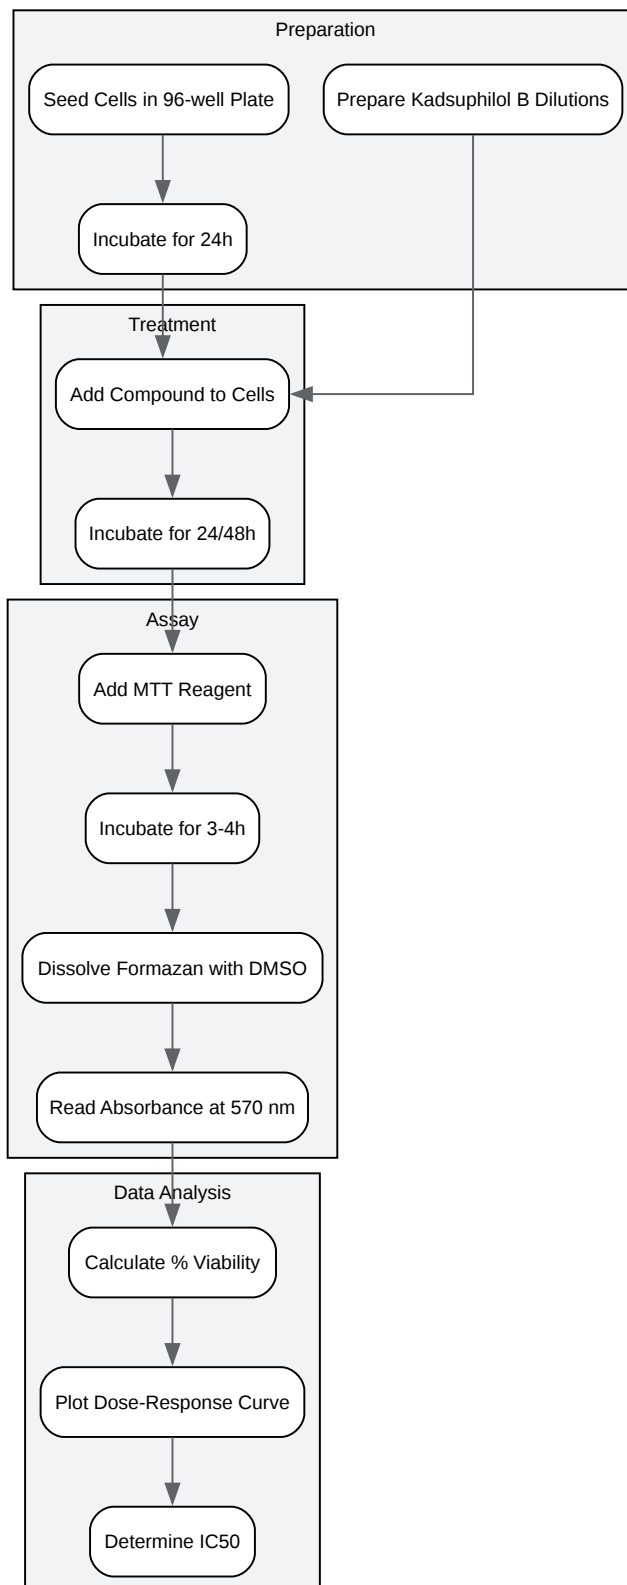 Preparation
Seed Cells in 96-well Plate
Prepare Kadsuphilol B Dilutions
Incubate for 24h
Treatment
Add Compound to Cells
Incubate for 24/48h
Assay
Add MTT Reagent
Incubate for 3-4h
Dissolve Formazan with DMSO
Read Absorbance at 570 nm
Data Analysis
Calculate % Viability
Plot Dose-Response Curve
Determine IC50